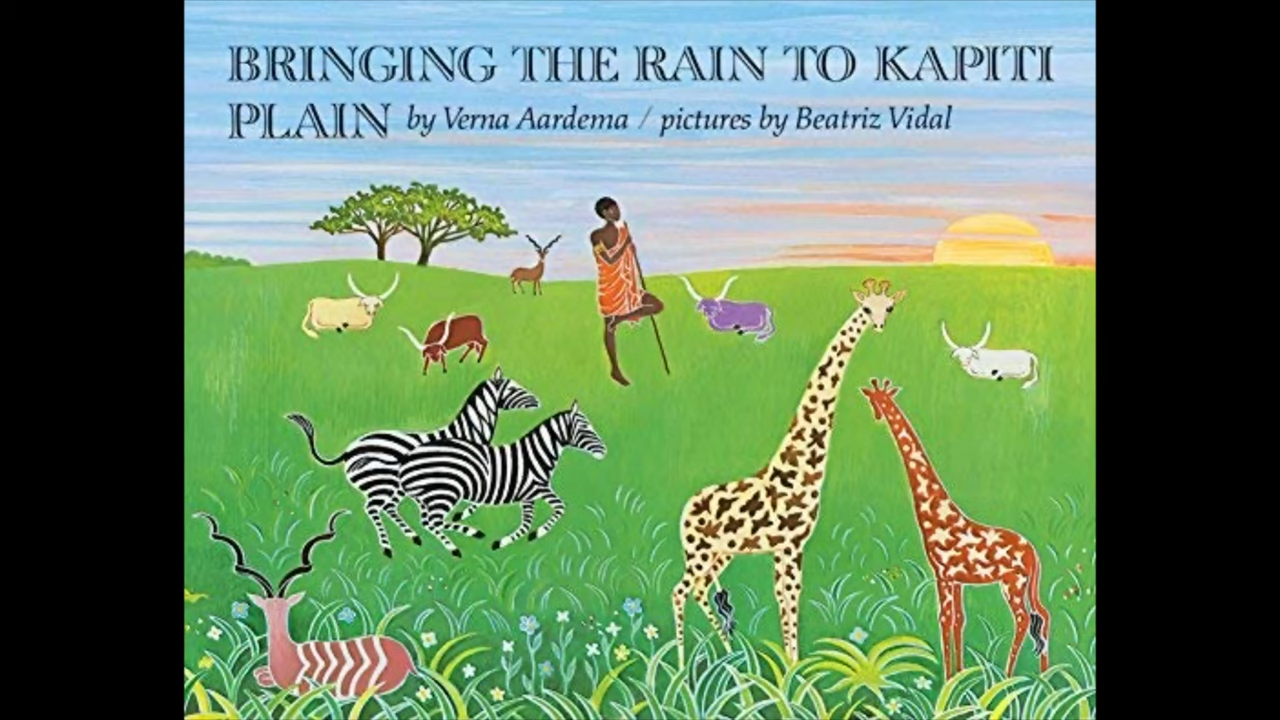 BRINGING THE RAIN TO KAPITI
PLAIN by Verna Aardema / pictures by Beatriz Vidal